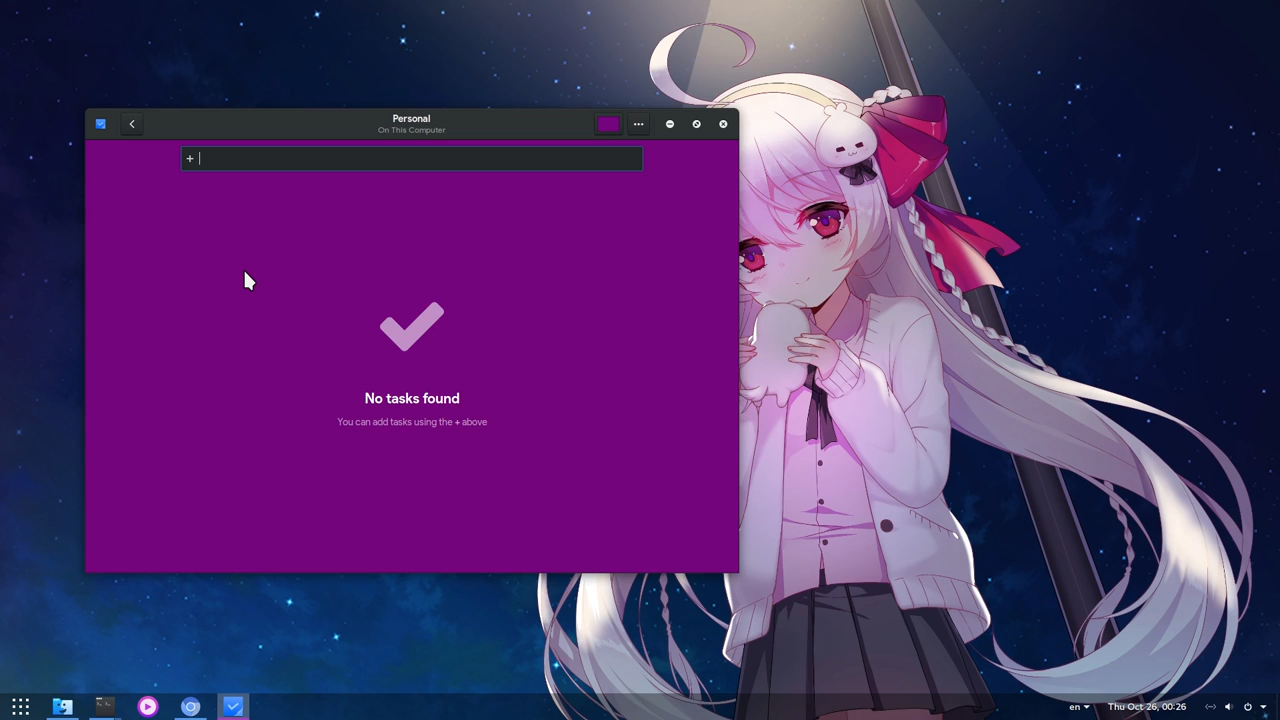 Personal
On This Computer
+
No tasks found
You can add tasks using the + above
en
Thu Oct 26, 00:26